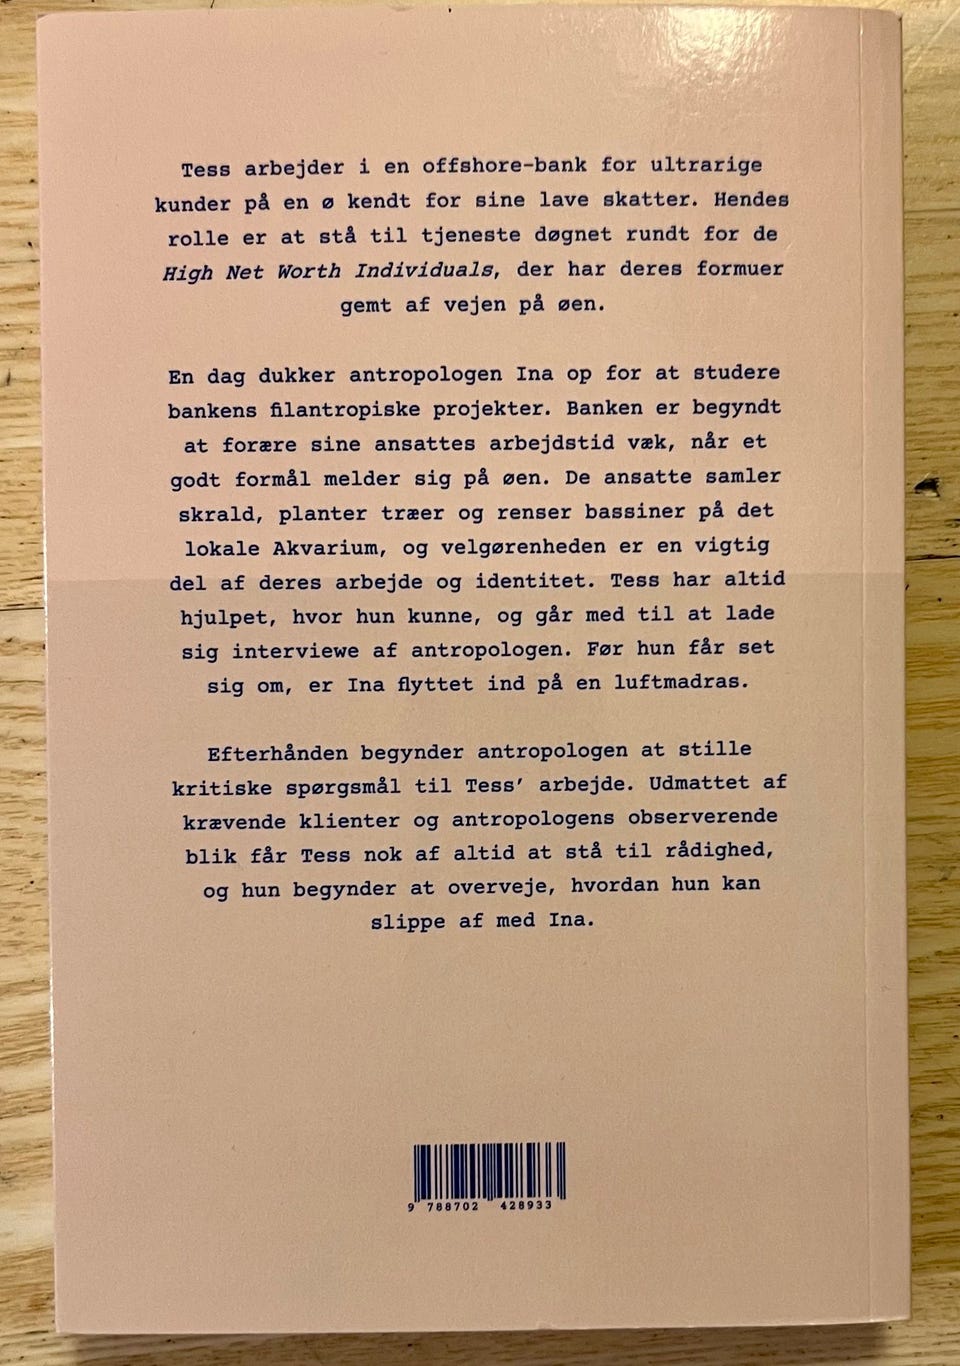 Tess arbejder i en offshore-bank for ultrarige
kunder på en ø kendt for sine lave skatter. Hendes
rolle er at stå til tjeneste døgnet rundt for de
High Net Worth Individuals, der har deres formuer
gemt af vejen på øen.
En dag dukker antropologen Ina op for at studere
bankens filantropiske projekter. Banken er begyndt
at forære sine ansattes arbejdstid væk, når et
godt formål melder sig på øen. De ansatte samler
skrald, planter træer og renser bassiner på det
lokale Akvarium, og velgørenheden er en vigtig
del af deres arbejde og identitet. Tess har altid
hjulpet, hvor hun kunne, og går med til at lade
sig interviewe af antropologen. Før hun får set
sig om, er Ina flyttet ind på en luftmadras.
Efterhånden begynder antropologen at stille
kritiske spørgsmål til Tess’ arbejde. Udmattet af
krævende klienter og antropologens observerende
blik får Tess nok af altid at stå til rådighed,
og hun begynder at overveje, hvordan hun kan
slippe af med Ina.
9 788702 428933